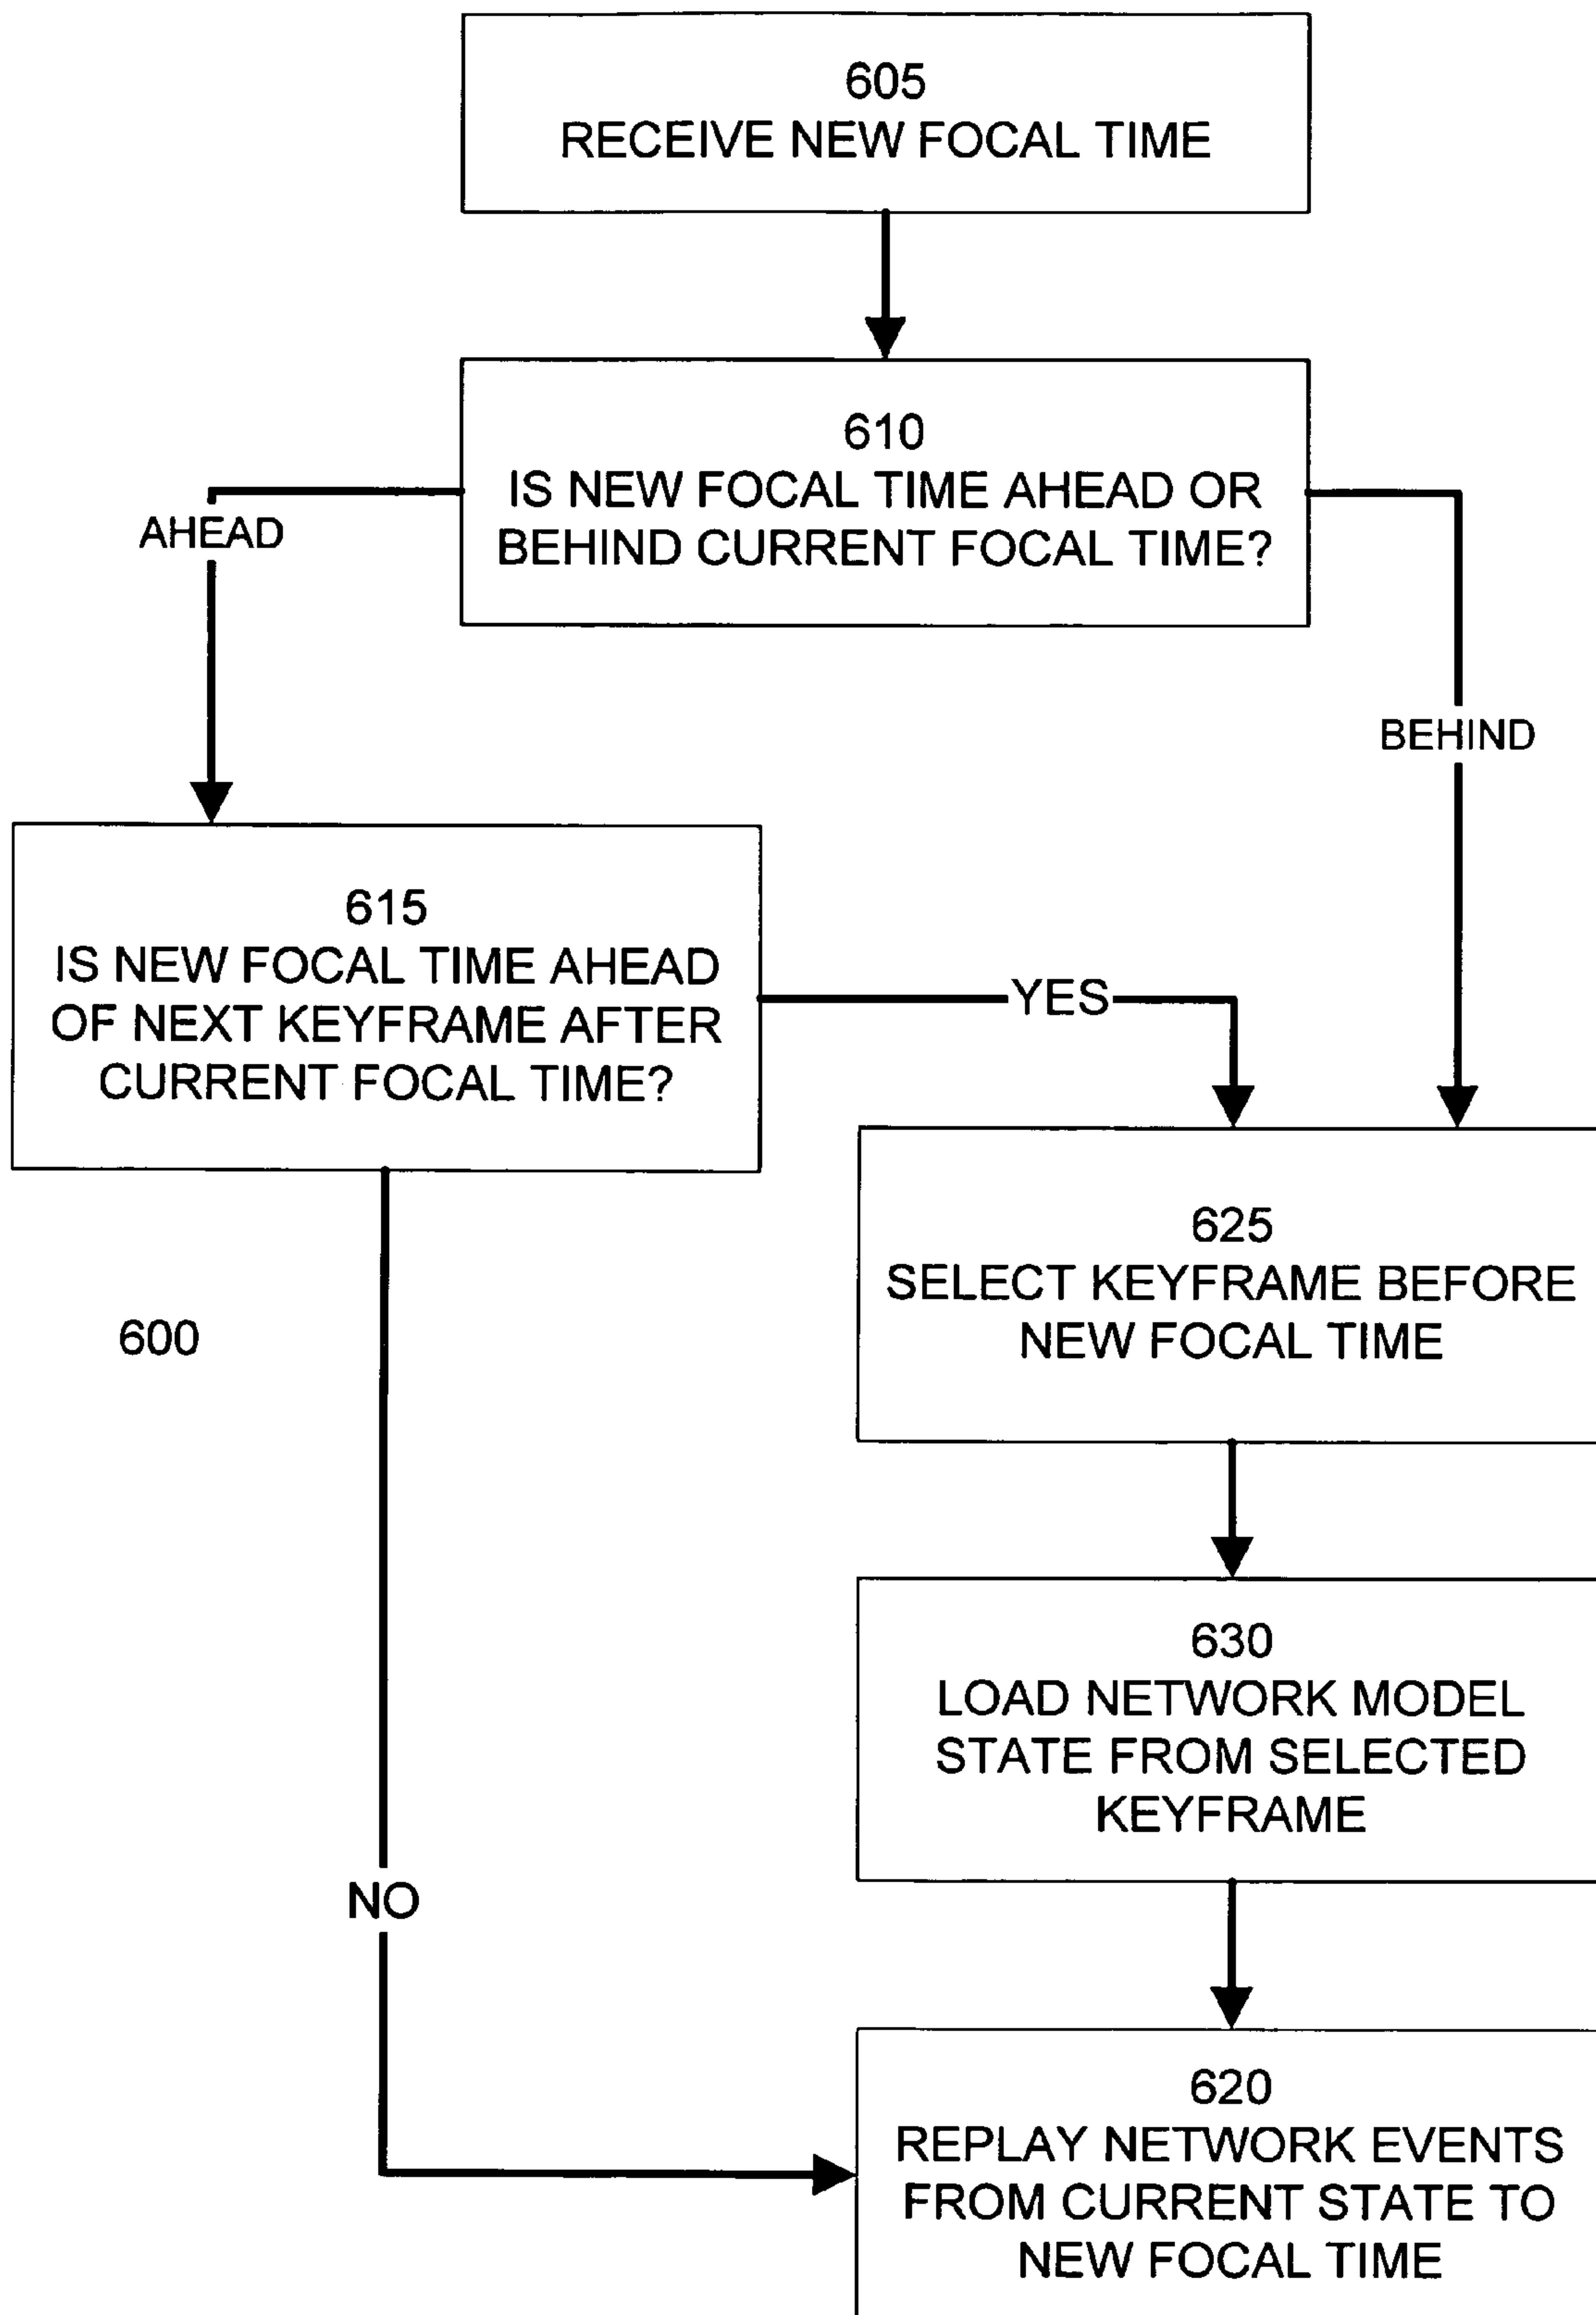 605
RECEIVE NEW FOCAL TIME
610
IS NEW FOCAL TIME AHEAD OR
BEHIND CURRENT FOCAL TIME?
AHEAD
BEHIND
615
IS NEW FOCAL TIME AHEAD
OF NEXT KEYFRAME AFTER
CURRENT FOCAL TIME?
YES
625
SELECT KEYFRAME BEFORE
NEW FOCAL TIME
600
630
LOAD NETWORK MODEL
STATE FROM SELECTED
KEYFRAME
NO
620
REPLAY NETWORK EVENTS
FROM CURRENT STATE TO
NEW FOCAL TIME